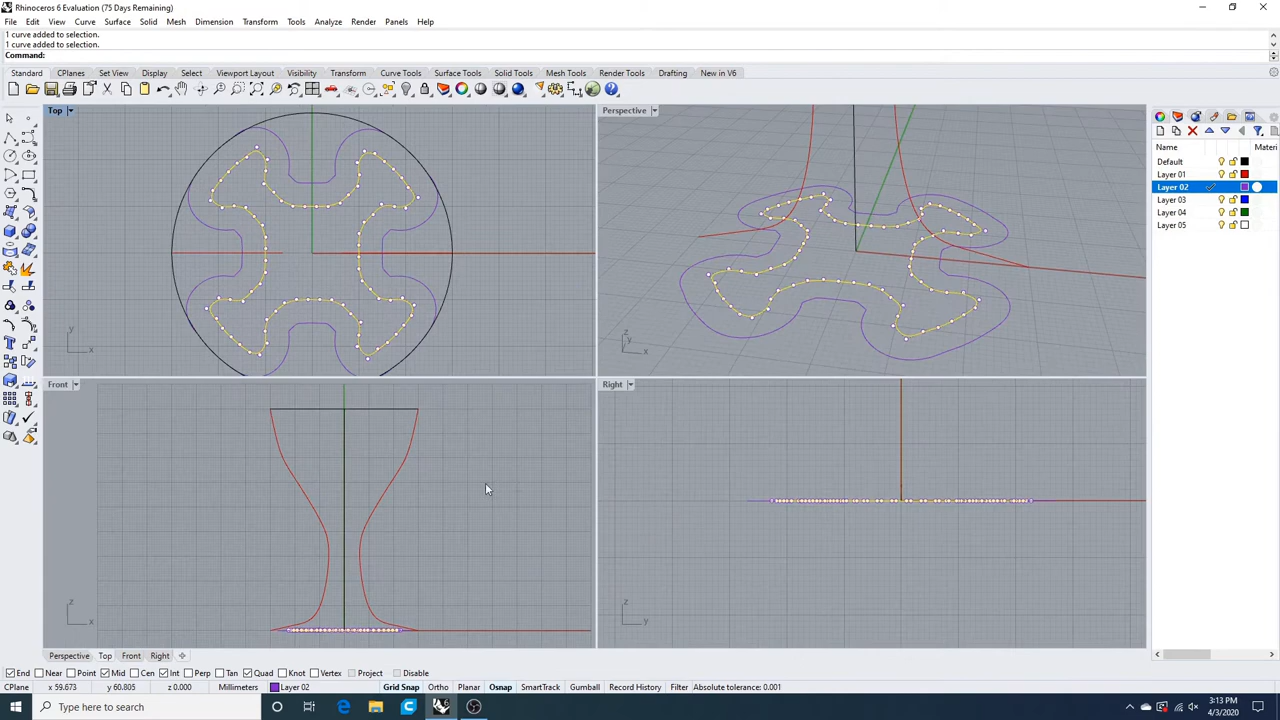 Rhinoceros 6 Evaluation (75 Days Remaining)
File Edit View Curve Surface Solid Mesh Dimension Transform Tools Analyze Render Panels Help
1 curve added to selection.
1 curve added to selection.
Command:
Standard CPlanes Set View Display Select Viewport Layout Visibility Transform Curve Tools Surface Tools Solid Tools Mesh Tools Render Tools Drafting New in V6
Top
Perspective
Name Materi
Default
Layer 01
Layer 02
Layer 03
Layer 04
Layer 05
y
x
z
y
x
Front
Right
z
x
z
y
Perspective Top Front Right
End Near Point Mid Cen Int Perp Tan Quad Knot Vertex Project Disable
CPlane x 59.673 y 60.805 z 0.000 Millimeters Layer 02 Grid Snap Ortho Planar Osnap SmartTrack Gumball Record History Filter Absolute tolerance: 0.001
Type here to search
3:13 PM
4/3/2020